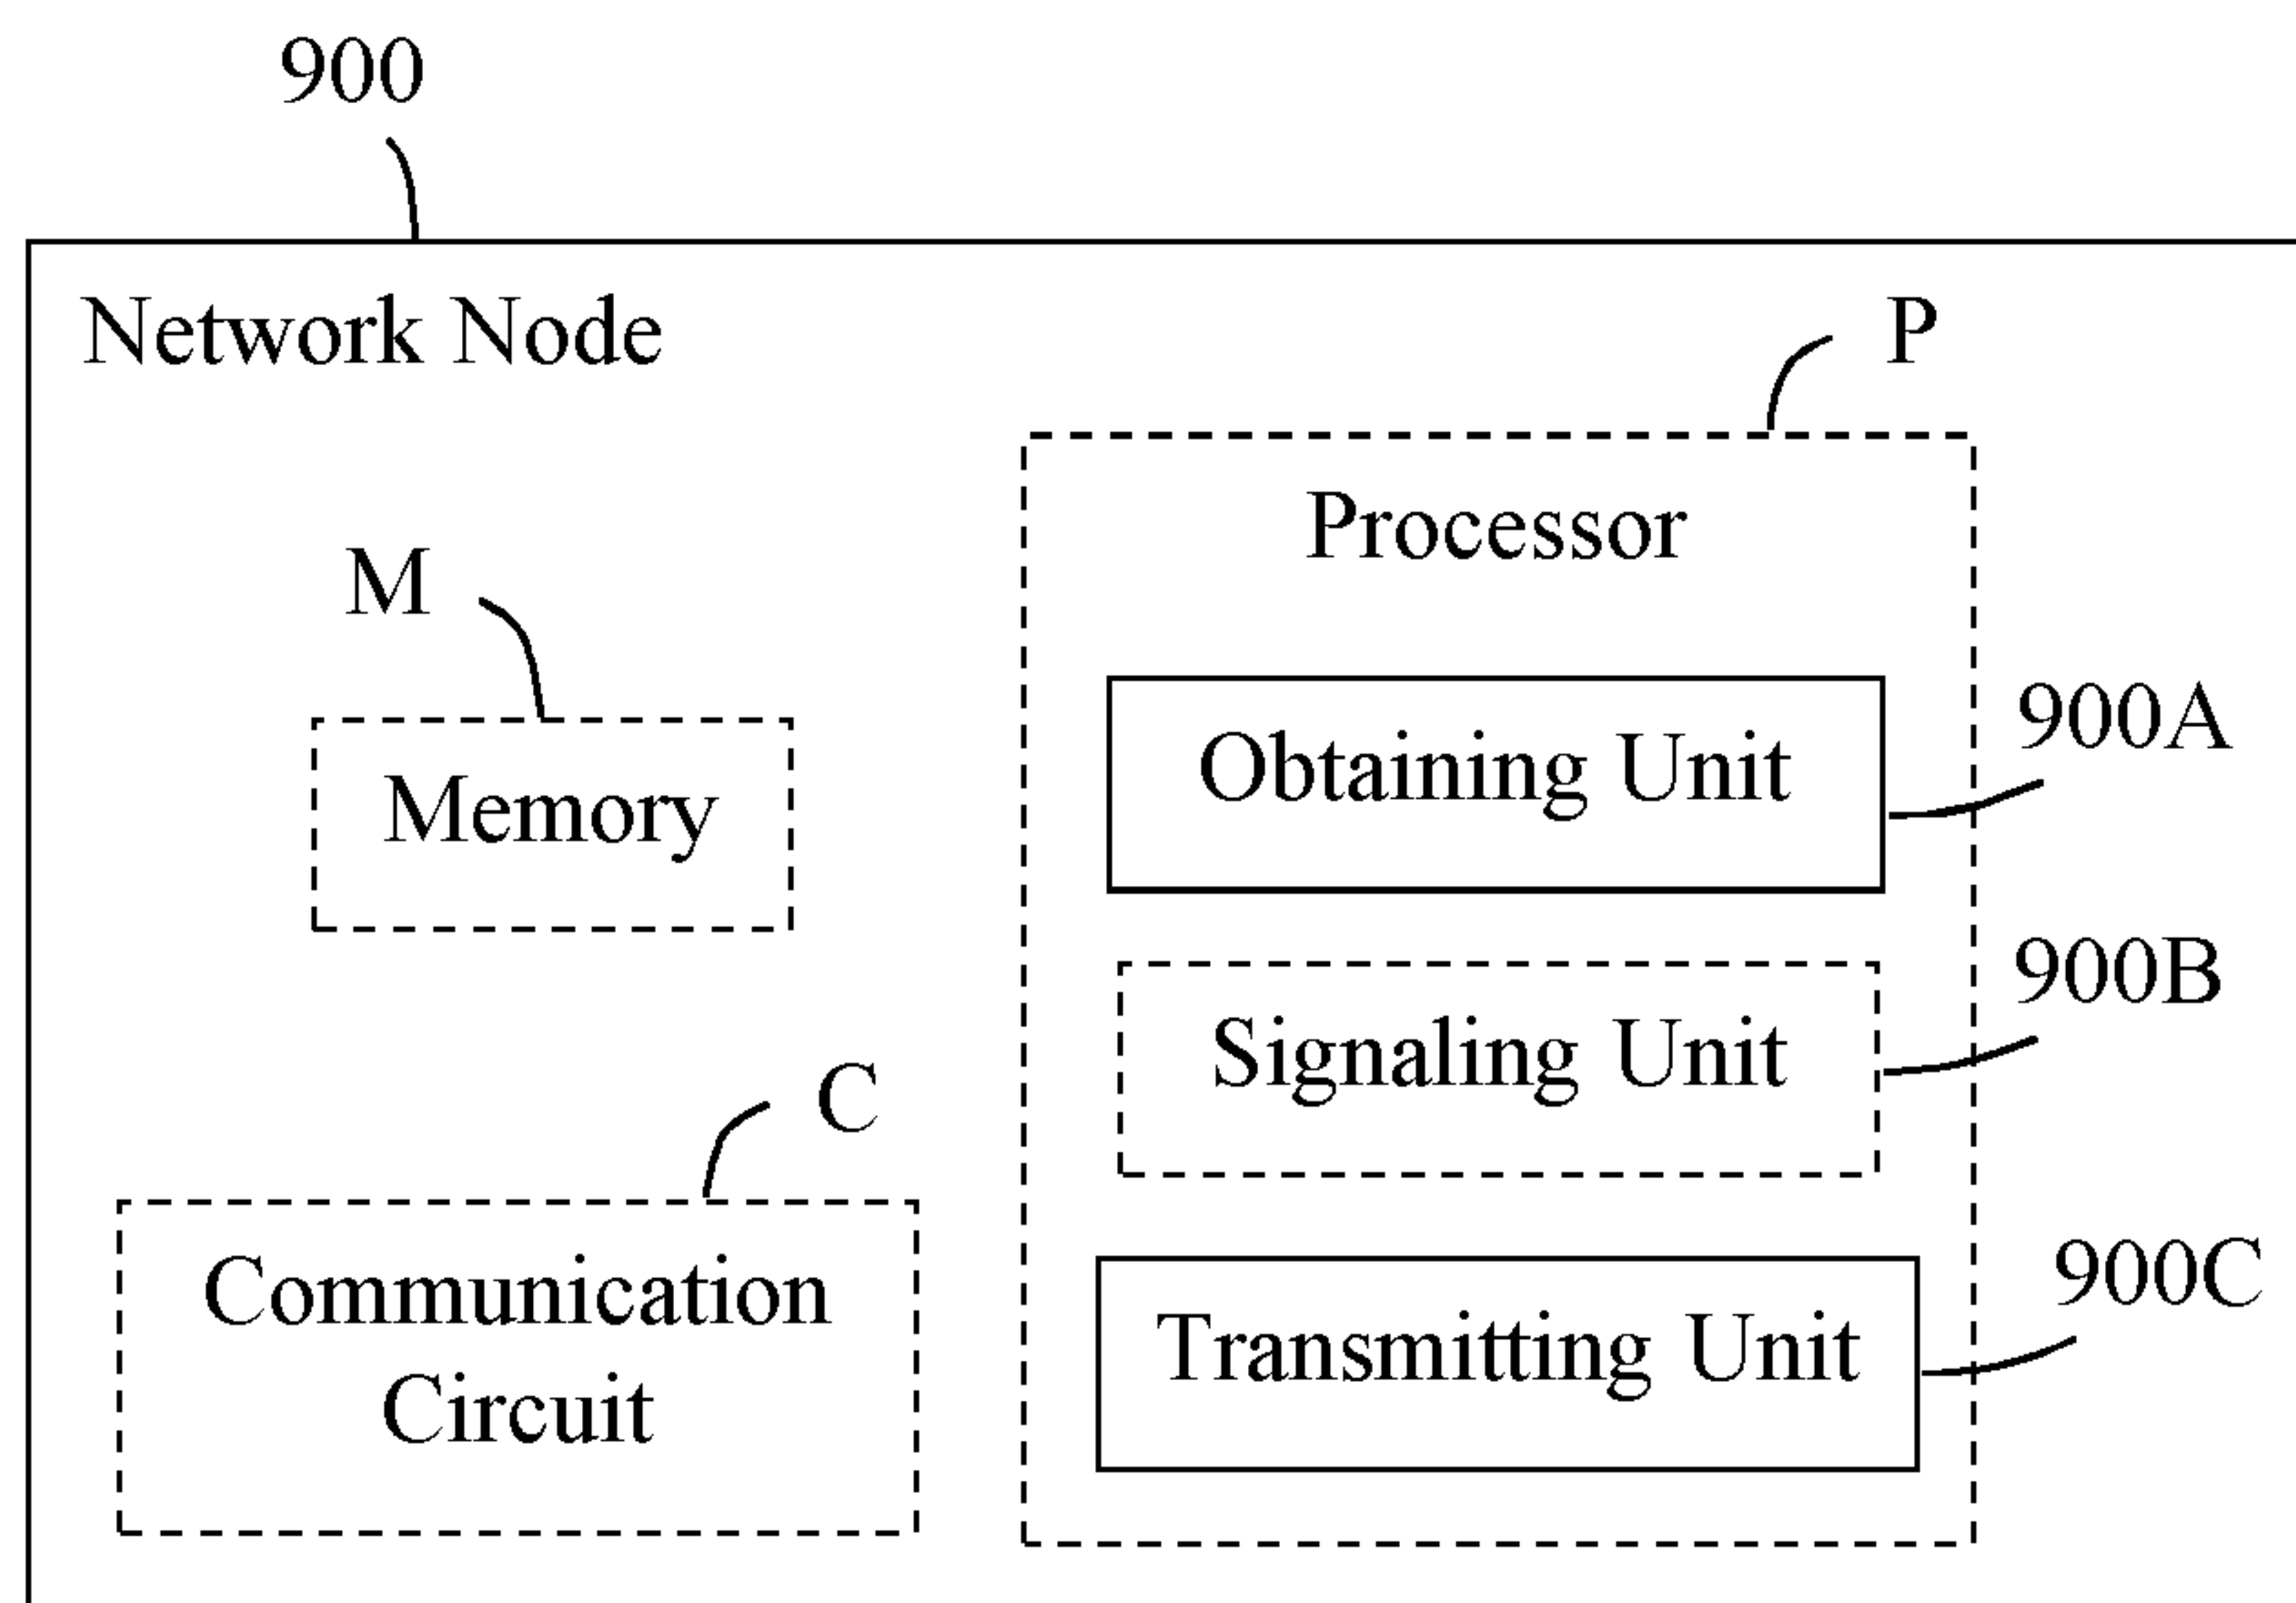 900
Network Node
P
Processor
M
Memory
Obtaining Unit
900A
Signaling Unit
900B
C
Communication
Circuit
Transmitting Unit
900C